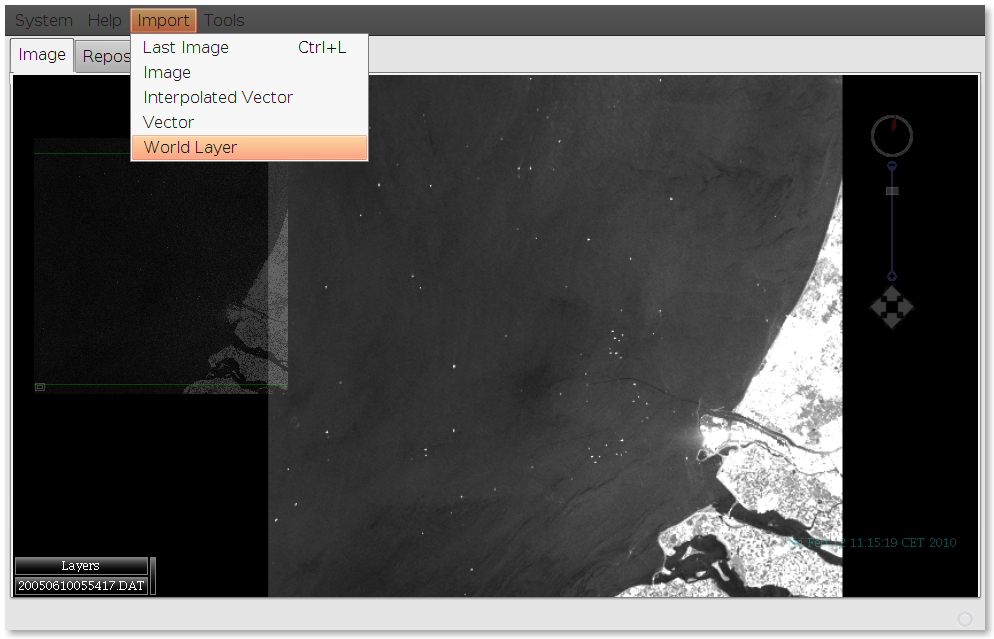 System Help Import Tools
Image Repos
Last Image Ctrl+L
Image
Interpolated Vector
Vector
World Layer
11:15:19 CET 2010
Layers
20050610055417.DAT